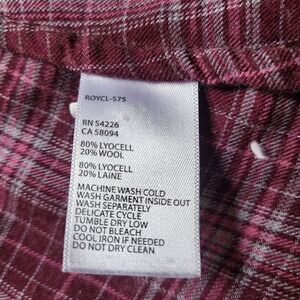 ROYCL-575
RN 54226
CA 58094
80% LYOCELL
20% WOOL
80% LYOCELL
20% LAINE
MACHINE WASH COLD
WASH GARMENT INSIDE OUT
WASH SEPARATELY
DELICATE CYCLE
TUMBLE DRY LOW
DO NOT BLEACH
COOL IRON IF NEEDED
DO NOT DRY CLEAN